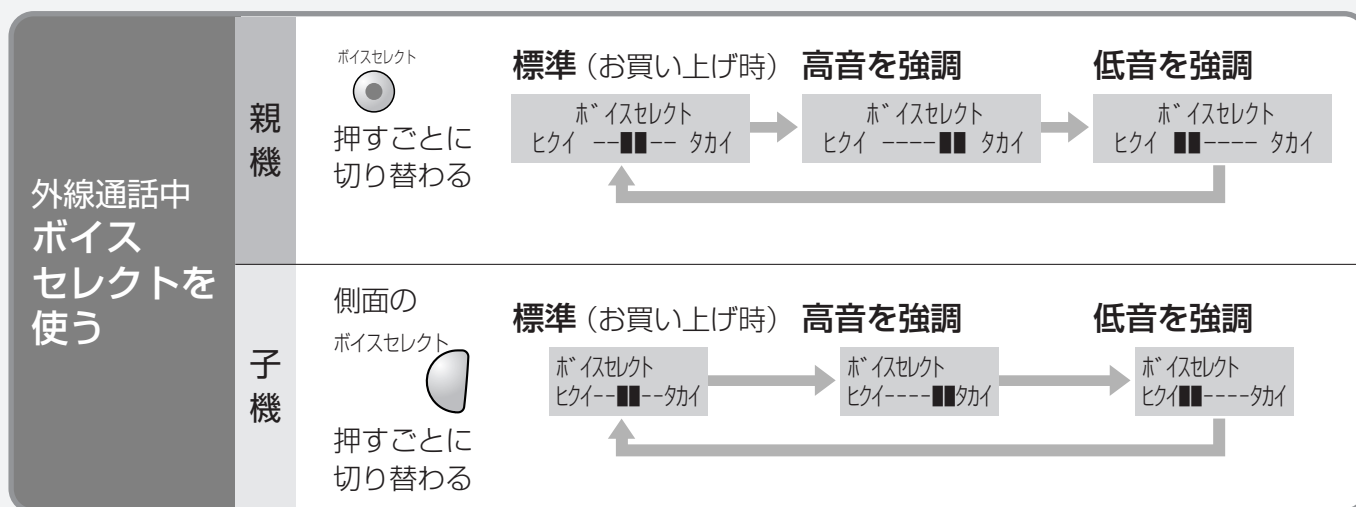 外線通話中
ボイス
セレクトを
使う
親機
ボイスセレクト
押すごとに
切り替わる
標準（お買い上げ時）
ﾎﾞｲｽｾﾚｸﾄ
ﾋｸｲ --▮▮-- ﾀｶｲ
高音を強調
ﾎﾞｲｽｾﾚｸﾄ
ﾋｸｲ ----▮▮ ﾀｶｲ
低音を強調
ﾎﾞｲｽｾﾚｸﾄ
ﾋｸｲ ▮▮---- ﾀｶｲ
子機
側面の
ボイスセレクト
押すごとに
切り替わる
標準（お買い上げ時）
ﾎﾞｲｽｾﾚｸﾄ
ﾋｸｲ--▮▮--ﾀｶｲ
高音を強調
ﾎﾞｲｽｾﾚｸﾄ
ﾋｸｲ----▮▮ﾀｶｲ
低音を強調
ﾎﾞｲｽｾﾚｸﾄ
ﾋｸｲ▮▮----ﾀｶｲ